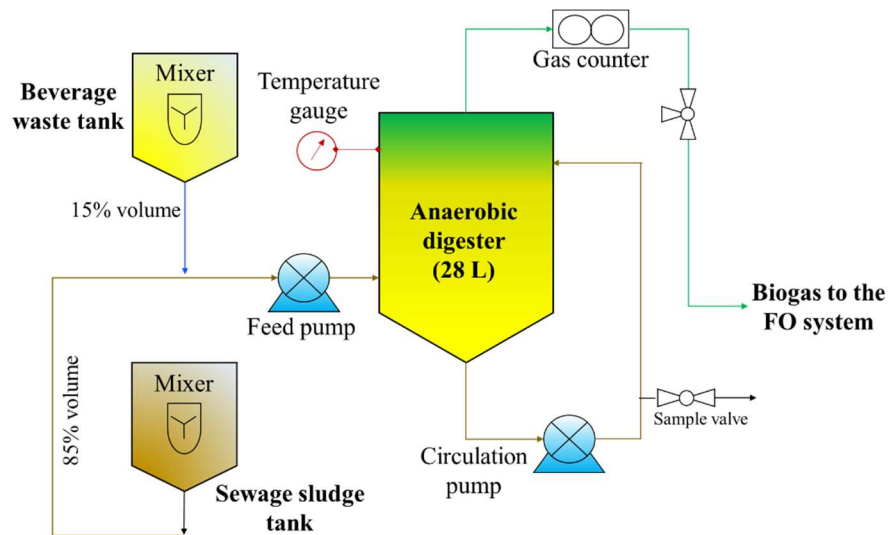 Mixer
Beverage
waste tank
15% volume
Temperature
gauge
Gas counter
Anaerobic
digester
(28 L)
Feed pump
Biogas to the
FO system
85% volume
Mixer
Sewage sludge
tank
Circulation
pump
Sample valve